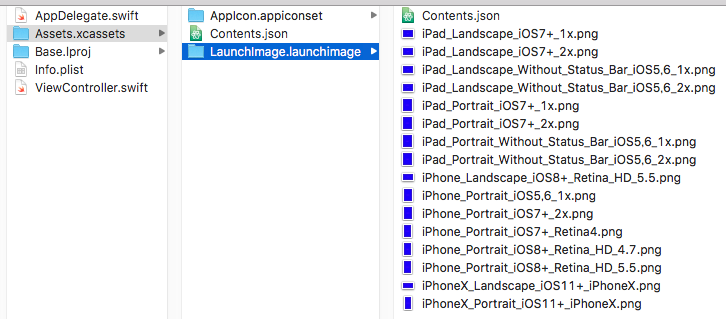 AppDelegate.swift
Assets.xcassets
Base.lproj
Info.plist
ViewController.swift
AppIcon.appiconset
Contents.json
LaunchImage.launchimage
Contents.json
iPad_Landscape_iOS7+_1x.png
iPad_Landscape_iOS7+_2x.png
iPad_Landscape_Without_Status_Bar_iOS5,6_1x.png
iPad_Landscape_Without_Status_Bar_iOS5,6_2x.png
iPad_Portrait_iOS7+_1x.png
iPad_Portrait_iOS7+_2x.png
iPad_Portrait_Without_Status_Bar_iOS5,6_1x.png
iPad_Portrait_Without_Status_Bar_iOS5,6_2x.png
iPhone_Landscape_iOS8+_Retina_HD_5.5.png
iPhone_Portrait_iOS5,6_1x.png
iPhone_Portrait_iOS7+_2x.png
iPhone_Portrait_iOS7+_Retina4.png
iPhone_Portrait_iOS8+_Retina_HD_4.7.png
iPhone_Portrait_iOS8+_Retina_HD_5.5.png
iPhoneX_Landscape_iOS11+_iPhoneX.png
iPhoneX_Portrait_iOS11+_iPhoneX.png